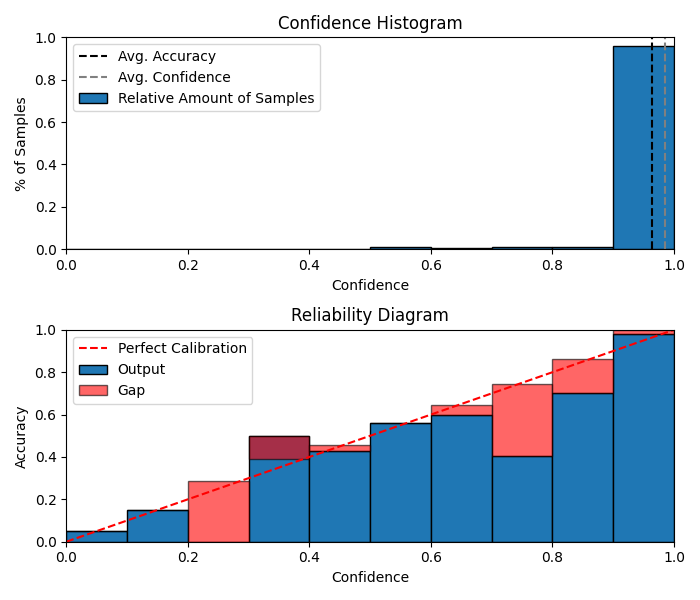 Confidence Histogram
1.0
0.8
0.6
0.4
0.2
0.0
% of Samples
Avg. Accuracy
Avg. Confidence
Relative Amount of Samples
0.0 0.2 0.4 0.6 0.8 1.0
Confidence
Reliability Diagram
1.0
0.8
0.6
0.4
0.2
0.0
Accuracy
Perfect Calibration
Output
Gap
0.0 0.2 0.4 0.6 0.8 1.0
Confidence